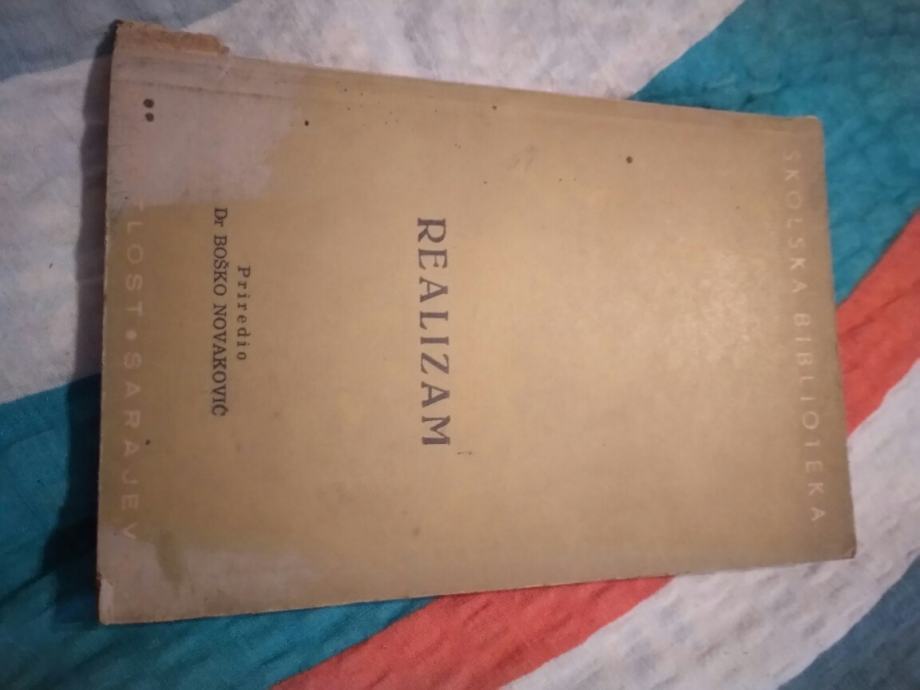 ŠKOLSKA BIBLIOTEKA
REALIZAM
Priredio
Dr BOŠKO NOVAKOVIĆ